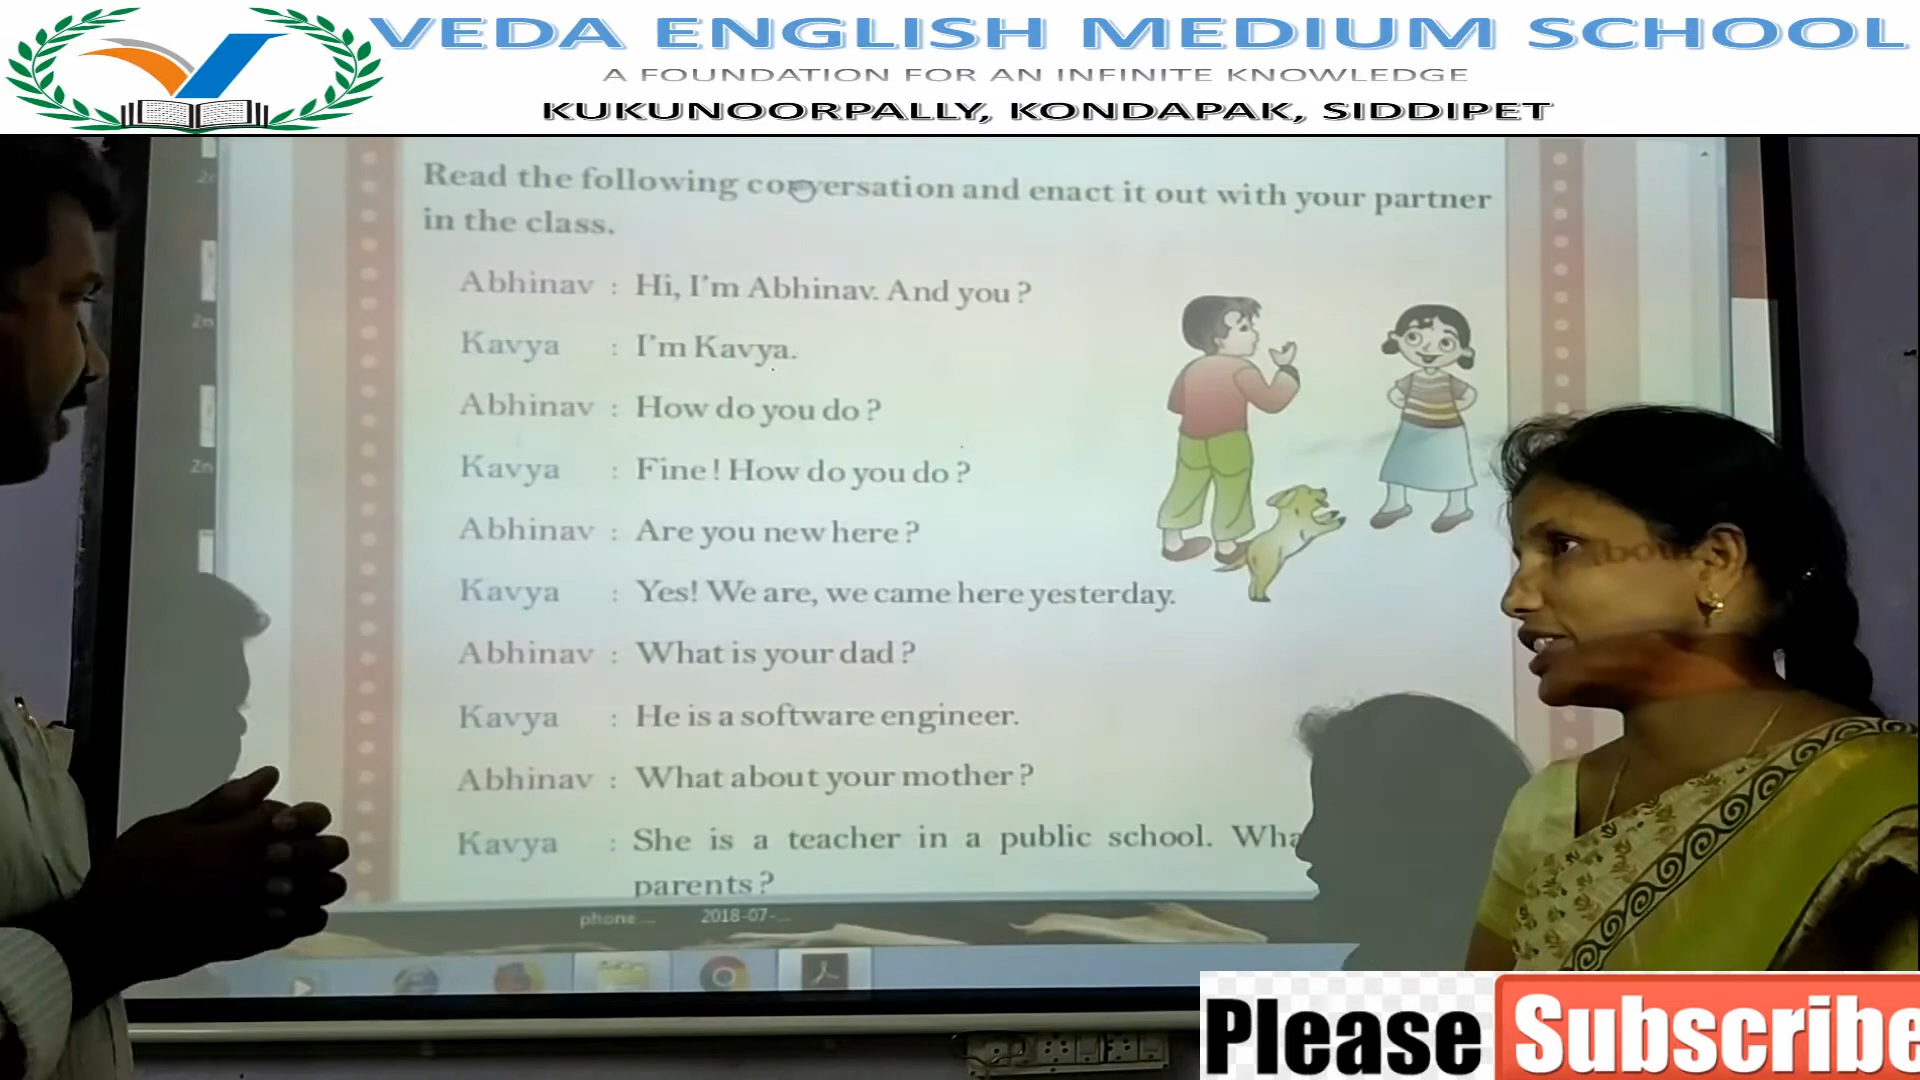 VEDA ENGLISH MEDIUM SCHOOL
A FOUNDATION FOR AN INFINITE KNOWLEDGE
KUKUNOORPALLY, KONDAPAK, SIDDIPET
Read the following conversation and enact it out with your partner
in the class.
Abhinav : Hi, I'm Abhinav. And you ?
Kavya : I'm Kavya.
Abhinav : How do you do ?
Kavya : Fine ! How do you do ?
Abhinav : Are you new here ?
Kavya : Yes! We are, we came here yesterday.
Abhinav : What is your dad ?
Kavya : He is a software engineer.
Abhinav : What about your mother ?
Kavya : She is a teacher in a public school.
parents ?
phone ...
2018-07-...
Please Subscribe